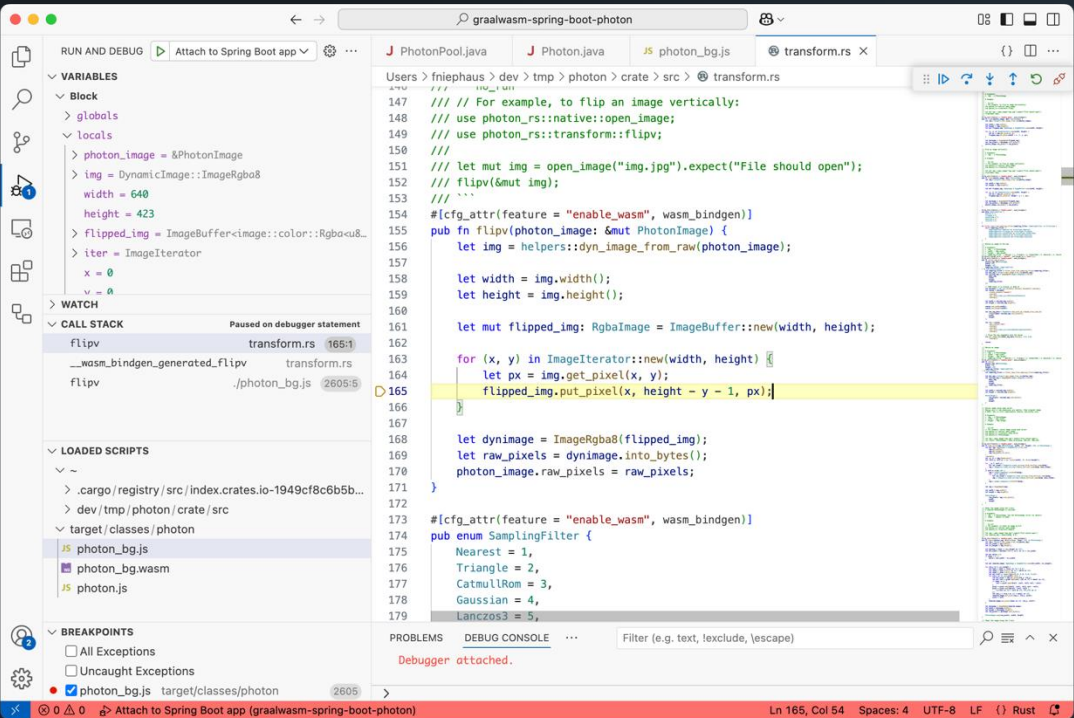 graalwasm-spring-boot-photon
RUN AND DEBUG
Attach to Spring Boot app
VARIABLES
Block
globals
locals
photon_image = &PhotonImage
img = DynamicImage::ImageRgba8
width = 640
height = 423
flipped_img = ImageBuffer<image::color::Rgba<u8…
iter = ImageIterator
x = 0
y = 0
WATCH
CALL STACK
Paused on debugger statement
flipv transform.rs 165:1
__wasm_bindgen_generated_flipv transform.rs
flipv ./photon_bg.js 2605:5
LOADED SCRIPTS
~
.cargo/registry/src/index.crates.io-1949cf8c6b5b...
dev/tmp/photon/crate/src
target/classes/photon
JS photon_bg.js
photon_bg.wasm
JS photon.js
BREAKPOINTS
All Exceptions
Uncaught Exceptions
photon_bg.js target/classes/photon 2605
1
2
J PhotonPool.java
J Photon.java
JS photon_bg.js
transform.rs
Users > fniephaus > dev > tmp > photon > crate > src > transform.rs
146 /// no_run
147 /// // For example, to flip an image vertically:
148 /// use photon_rs::native::open_image;
149 /// use photon_rs::transform::flipv;
150 ///
151 /// let mut img = open_image("img.jpg").expect("File should open");
152 /// flipv(&mut img);
153 /// ```
154 #[cfg_attr(feature = "enable_wasm", wasm_bindgen)]
155 pub fn flipv(photon_image: &mut PhotonImage) {
156 let img = helpers::dyn_image_from_raw(photon_image);
157
158 let width = img.width();
159 let height = img.height();
160
161 let mut flipped_img: RgbaImage = ImageBuffer::new(width, height);
162
163 for (x, y) in ImageIterator::new(width, height) {
164 let px = img.get_pixel(x, y);
165 flipped_img.put_pixel(x, height - y - 1, px);
166 }
167
168 let dynimage = ImageRgba8(flipped_img);
169 let raw_pixels = dynimage.into_bytes();
170 photon_image.raw_pixels = raw_pixels;
171 }
172
173 #[cfg_attr(feature = "enable_wasm", wasm_bindgen)]
174 pub enum SamplingFilter {
175 Nearest = 1,
176 Triangle = 2,
177 CatmullRom = 3,
178 Gaussian = 4,
179 Lanczos3 = 5,
PROBLEMS
DEBUG CONSOLE
Filter (e.g. text, !exclude, \escape)
Debugger attached.
0 0 Attach to Spring Boot app (graalwasm-spring-boot-photon)
Ln 165, Col 54 Spaces: 4 UTF-8 LF {} Rust